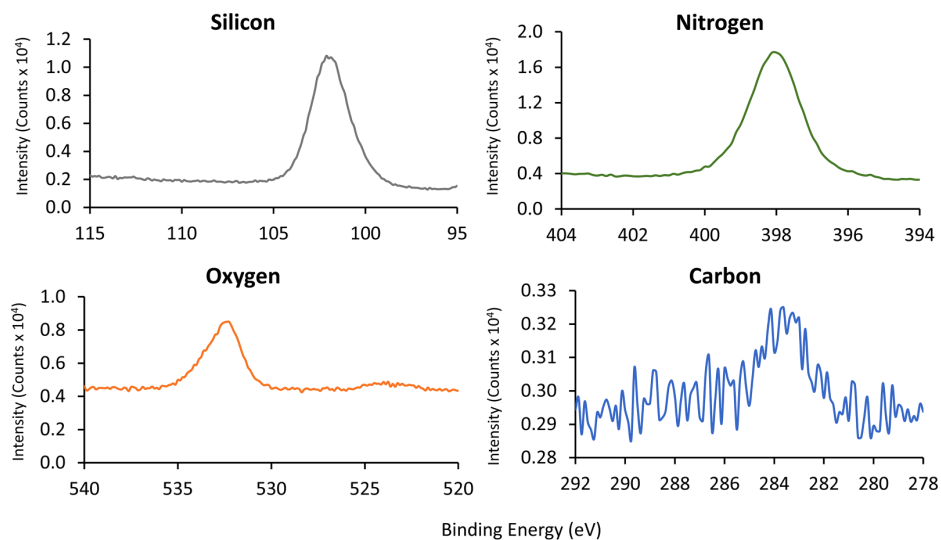 Silicon
Intensity (Counts x 10⁴)
1.2
1.0
0.8
0.6
0.4
0.2
0.0
115 110 105 100 95
Nitrogen
Intensity (Counts x 10⁴)
2.0
1.6
1.2
0.8
0.4
0.0
404 402 400 398 396 394
Oxygen
Intensity (Counts x 10⁴)
1.0
0.8
0.6
0.4
0.2
0.0
540 535 530 525 520
Carbon
Intensity (Counts x 10⁴)
0.33
0.32
0.31
0.30
0.29
0.28
292 290 288 286 284 282 280 278
Binding Energy (eV)